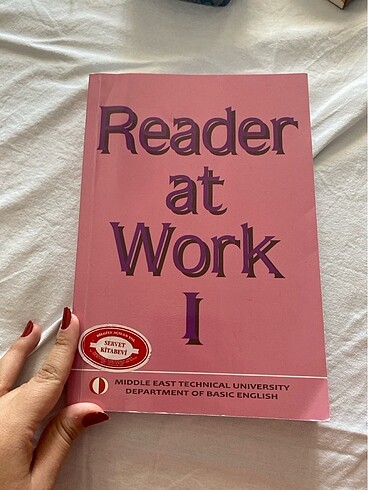 Reader
at
Work
I
SERVET
KİTABEVİ
MIDDLE EAST TECHNICAL UNIVERSITY
DEPARTMENT OF BASIC ENGLISH